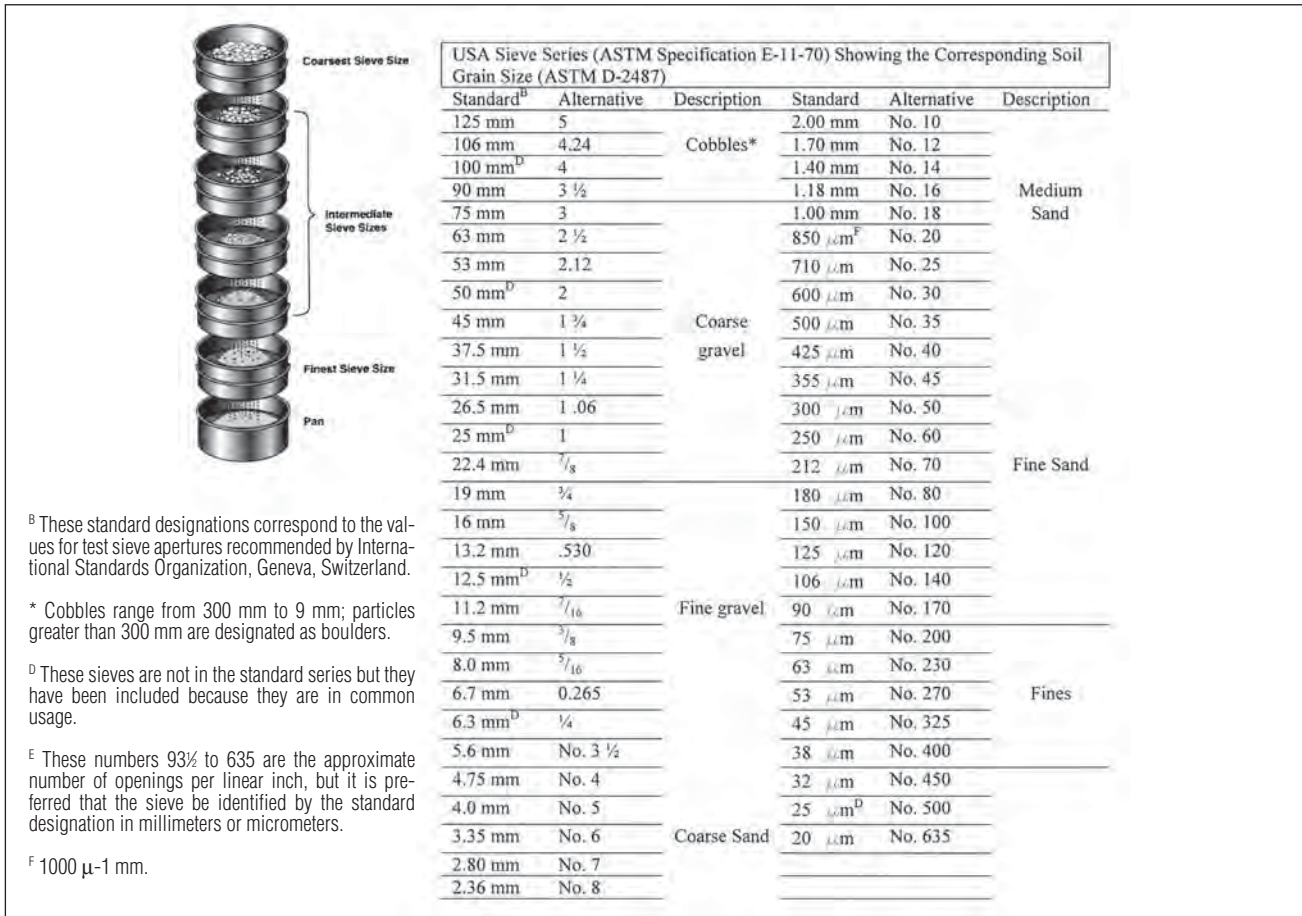 Coarsest Sieve Size
Intermediate
Sieve Sizes
Finest Sieve Size
Pan
B These standard designations correspond to the val-
ues for test sieve apertures recommended by Interna-
tional Standards Organization, Geneva, Switzerland.
* Cobbles range from 300 mm to 9 mm; particles
greater than 300 mm are designated as boulders.
D These sieves are not in the standard series but they
have been included because they are in common
usage.
E These numbers 93½ to 635 are the approximate
number of openings per linear inch, but it is pre-
ferred that the sieve be identified by the standard
designation in millimeters or micrometers.
F 1000 μ-1 mm.
USA Sieve Series (ASTM Specification E-11-70) Showing the Corresponding Soil
Grain Size (ASTM D-2487)
Standard^B Alternative Description Standard Alternative Description
125 mm 5 2.00 mm No. 10
106 mm 4.24 Cobbles* 1.70 mm No. 12
100 mm^D 4 1.40 mm No. 14
90 mm 3 ½ 1.18 mm No. 16 Medium
75 mm 3 1.00 mm No. 18 Sand
63 mm 2 ½ 850 μm^F No. 20
53 mm 2.12 710 μm No. 25
50 mm^D 2 600 μm No. 30
45 mm 1 ¾ Coarse 500 μm No. 35
37.5 mm 1 ½ gravel 425 μm No. 40
31.5 mm 1 ¼ 355 μm No. 45
26.5 mm 1 .06 300 μm No. 50
25 mm^D 1 250 μm No. 60
22.4 mm 7/8 212 μm No. 70 Fine Sand
19 mm ¾ 180 μm No. 80
16 mm 5/8 150 μm No. 100
13.2 mm .530 125 μm No. 120
12.5 mm^D ½ 106 μm No. 140
11.2 mm 7/16 Fine gravel 90 μm No. 170
9.5 mm 3/8 75 μm No. 200
8.0 mm 5/16 63 μm No. 230
6.7 mm 0.265 53 μm No. 270 Fines
6.3 mm^D ¼ 45 μm No. 325
5.6 mm No. 3 ½ 38 μm No. 400
4.75 mm No. 4 32 μm No. 450
4.0 mm No. 5 25 μm^D No. 500
3.35 mm No. 6 Coarse Sand 20 μm No. 635
2.80 mm No. 7
2.36 mm No. 8